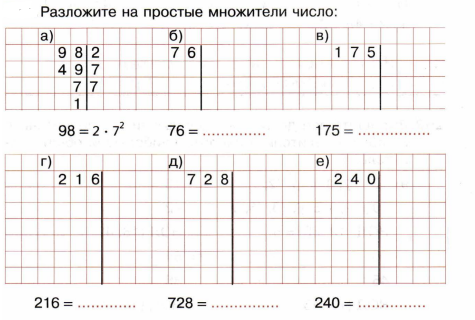 Разложите на простые множители число:
а) б) в)
9 8 2 7 6 1 7 5
4 9 7
7 7
1
98 = 2 · 7² 76 = .............. 175 = ................
г) д) е)
2 1 6 7 2 8 2 4 0
216 = ............. 728 = .............. 240 = .............